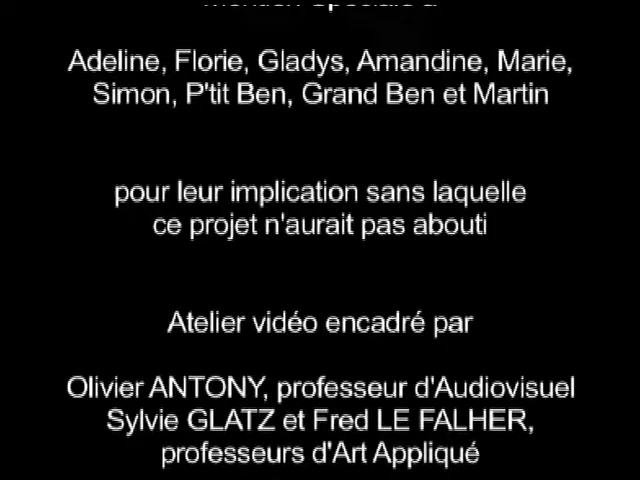 Mention Spéciale à
Adeline, Florie, Gladys, Amandine, Marie,
Simon, P'tit Ben, Grand Ben et Martin
pour leur implication sans laquelle
ce projet n'aurait pas abouti
Atelier vidéo encadré par
Olivier ANTONY, professeur d'Audiovisuel
Sylvie GLATZ et Fred LE FALHER,
professeurs d'Art Appliqué